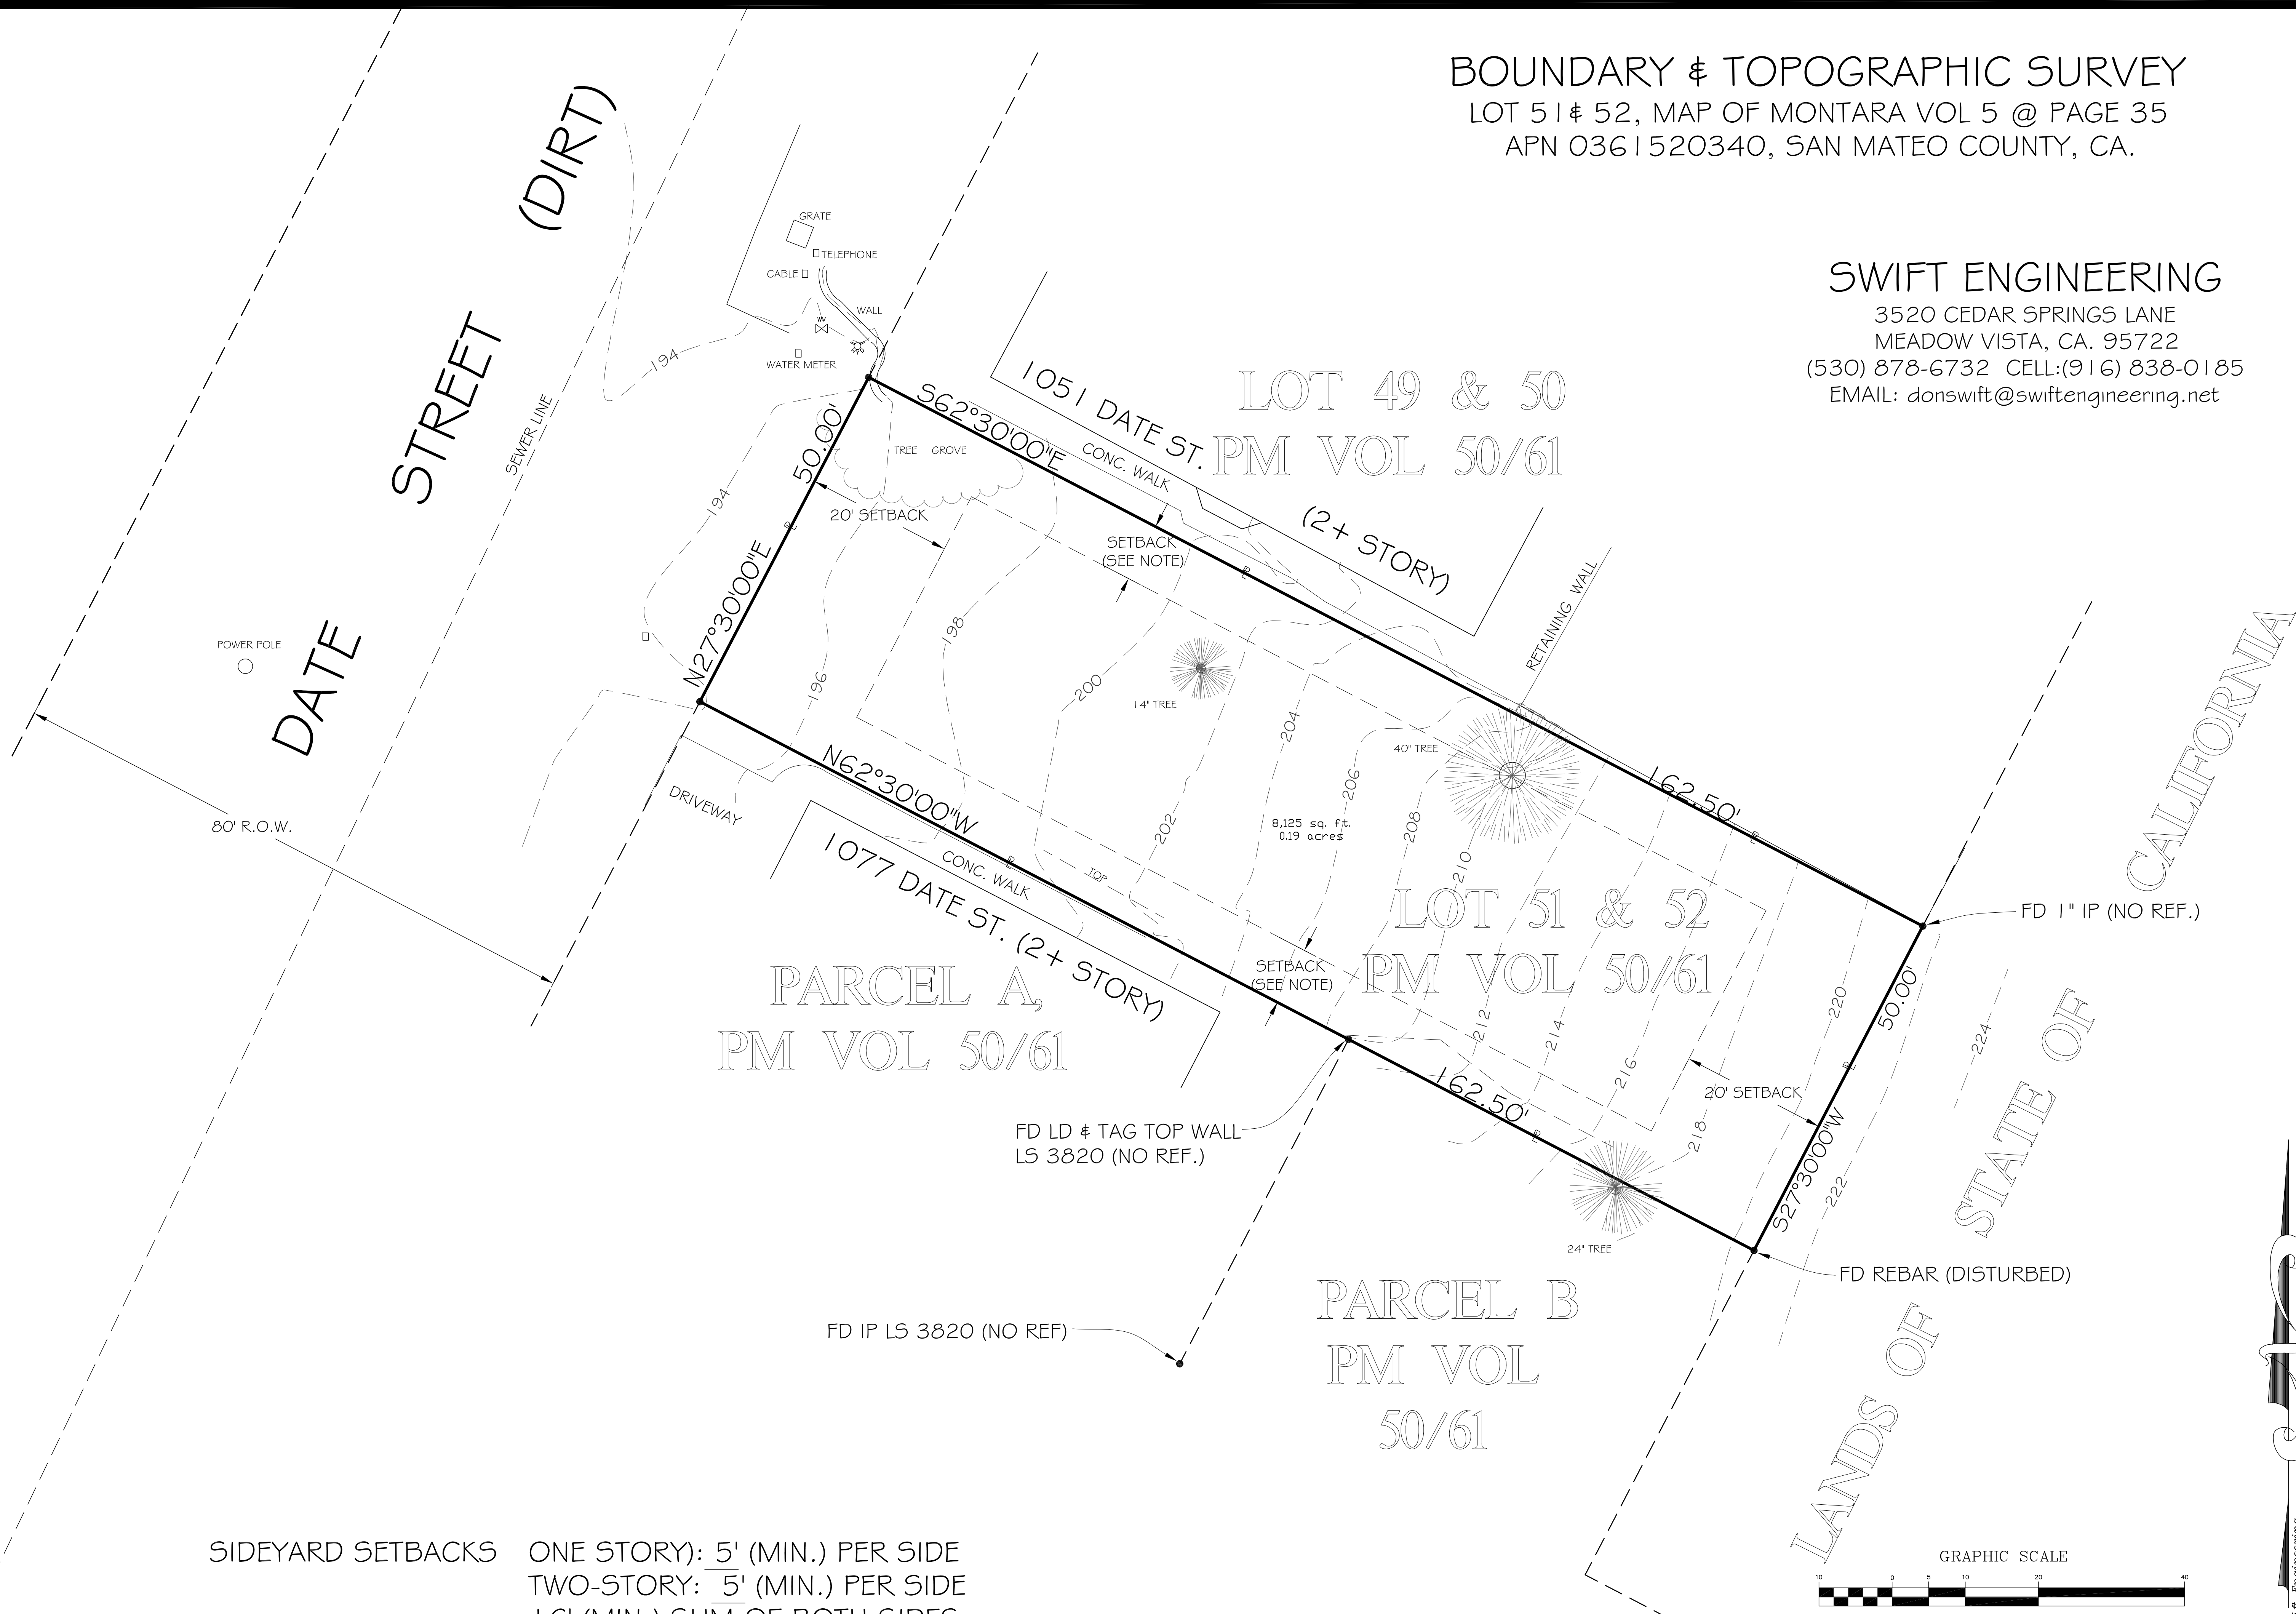 BOUNDARY & TOPOGRAPHIC SURVEY
LOT 51& 52, MAP OF MONTARA VOL 5 @ PAGE 35
APN 0361520340, SAN MATEO COUNTY, CA.
SWIFT ENGINEERING
3520 CEDAR SPRINGS LANE
MEADOW VISTA, CA. 95722
(530) 878-6732 CELL:(916) 838-0185
EMAIL: donswift@swiftengineering.net
DATE STREET (DIRT)
SEWER LINE
GRATE
TELEPHONE
CABLE
WALL
WV
WATER METER
194
POWER POLE
80' R.O.W.
194
50.00'
N27°30'00"E
S62°30'00"E
TREE GROVE
CONC. WALK
1051 DATE ST.
(2+ STORY)
LOT 49 & 50
PM VOL 50/61
20' SETBACK
SETBACK
(SEE NOTE)
RETAINING WALL
196
198
200
202
204
206
208
210
212
214
216
218
220
222
224
14" TREE
40" TREE
8,125 sq. ft.
0.19 acres
162.50'
N62°30'00"W
DRIVEWAY
CONC. WALK
TOP
1077 DATE ST. (2+ STORY)
PARCEL A,
PM VOL 50/61
LOT 51 & 52
PM VOL 50/61
SETBACK
(SEE NOTE)
162.50'
20' SETBACK
50.00'
S27°30'00"W
24" TREE
FD 1" IP (NO REF.)
FD LD & TAG TOP WALL
LS 3820 (NO REF.)
FD REBAR (DISTURBED)
FD IP LS 3820 (NO REF)
PARCEL B
PM VOL
50/61
LANDS OF STATE OF CALIFORNIA
SIDEYARD SETBACKS ONE STORY): 5' (MIN.) PER SIDE
TWO-STORY: 5' (MIN.) PER SIDE
GRAPHIC SCALE
10 0 5 10 20 40
Engineering